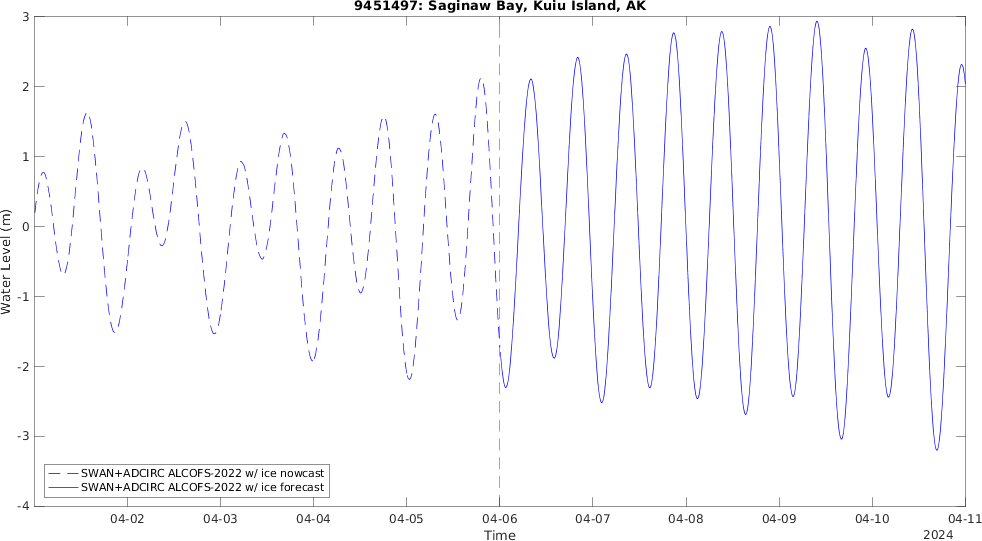 9451497: Saginaw Bay, Kuiu Island, AK
Water Level (m)
3
2
1
0
-1
-2
-3
-4
SWAN+ADCIRC ALCOFS-2022 w/ ice nowcast
SWAN+ADCIRC ALCOFS-2022 w/ ice forecast
04-02 04-03 04-04 04-05 04-06 04-07 04-08 04-09 04-10 04-11
Time
2024